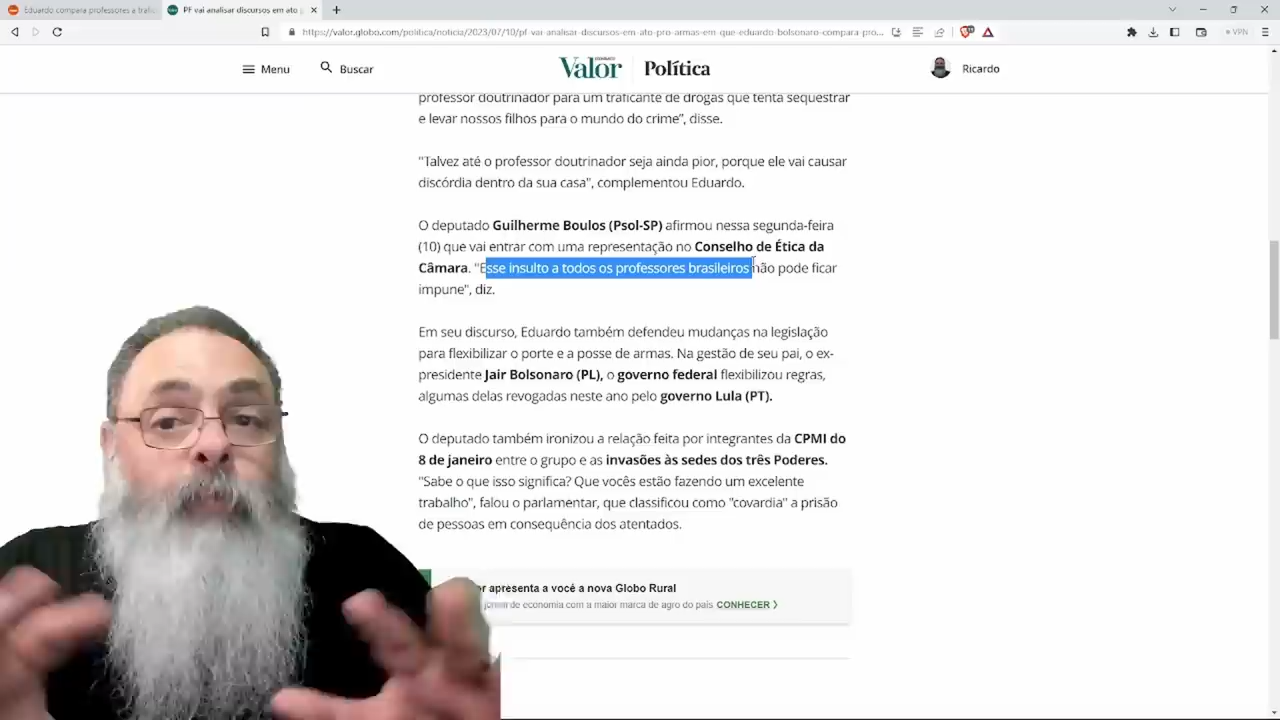 Eduardo compara professores a trafic
PF vai analisar discursos em ato p
https://valor.globo.com/politica/noticia/2023/07/10/pf-vai-analisar-discursos-em-ato-pro-armas-em-que-eduardo-bolsonaro-compara-pro...
VPN
Menu
Buscar
Valor
Política
Ricardo
professor doutrinador para um traficante de drogas que tenta sequestrar
e levar nossos filhos para o mundo do crime", disse.
"Talvez até o professor doutrinador seja ainda pior, porque ele vai causar
discórdia dentro da sua casa", complementou Eduardo.
O deputado Guilherme Boulos (Psol-SP) afirmou nessa segunda-feira
(10) que vai entrar com uma representação no Conselho de Ética da
Câmara. "Esse insulto a todos os professores brasileiros não pode ficar
impune", diz.
Em seu discurso, Eduardo também defendeu mudanças na legislação
para flexibilizar o porte e a posse de armas. Na gestão de seu pai, o ex-
presidente Jair Bolsonaro (PL), o governo federal flexibilizou regras,
algumas delas revogadas neste ano pelo governo Lula (PT).
O deputado também ironizou a relação feita por integrantes da CPMI do
8 de janeiro entre o grupo e as invasões às sedes dos três Poderes.
"Sabe o que isso significa? Que vocês estão fazendo um excelente
trabalho", falou o parlamentar, que classificou como "covardia" a prisão
de pessoas em consequência dos atentados.
apresenta a você a nova Globo Rural
de economia com a maior marca de agro do país CONHECER